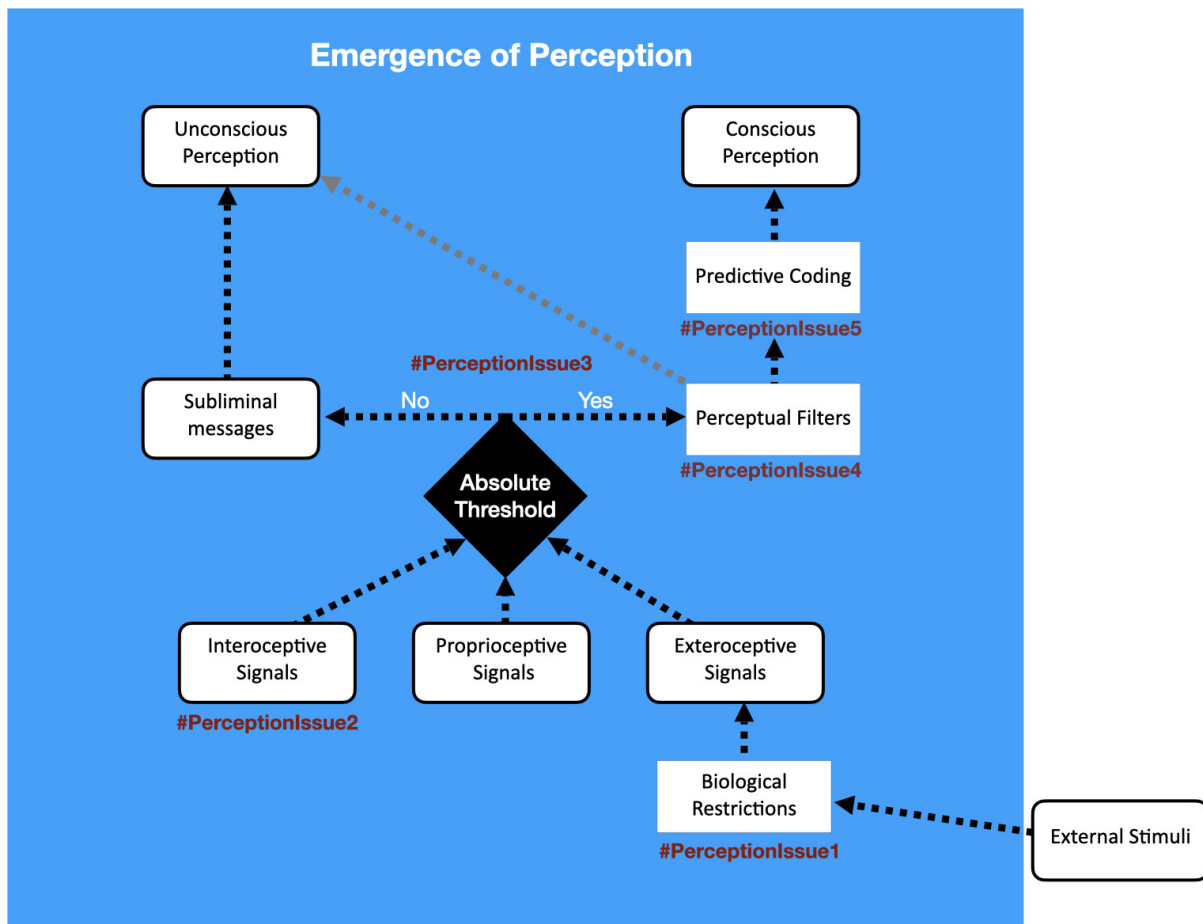 Emergence of Perception
Unconscious
Perception
Conscious
Perception
Predictive Coding
#PerceptionIssue5
#PerceptionIssue3
Subliminal
messages
No
Yes
Perceptual Filters
#PerceptionIssue4
Absolute
Threshold
Interoceptive
Signals
#PerceptionIssue2
Proprioceptive
Signals
Exteroceptive
Signals
Biological
Restrictions
#PerceptionIssue1
External Stimuli